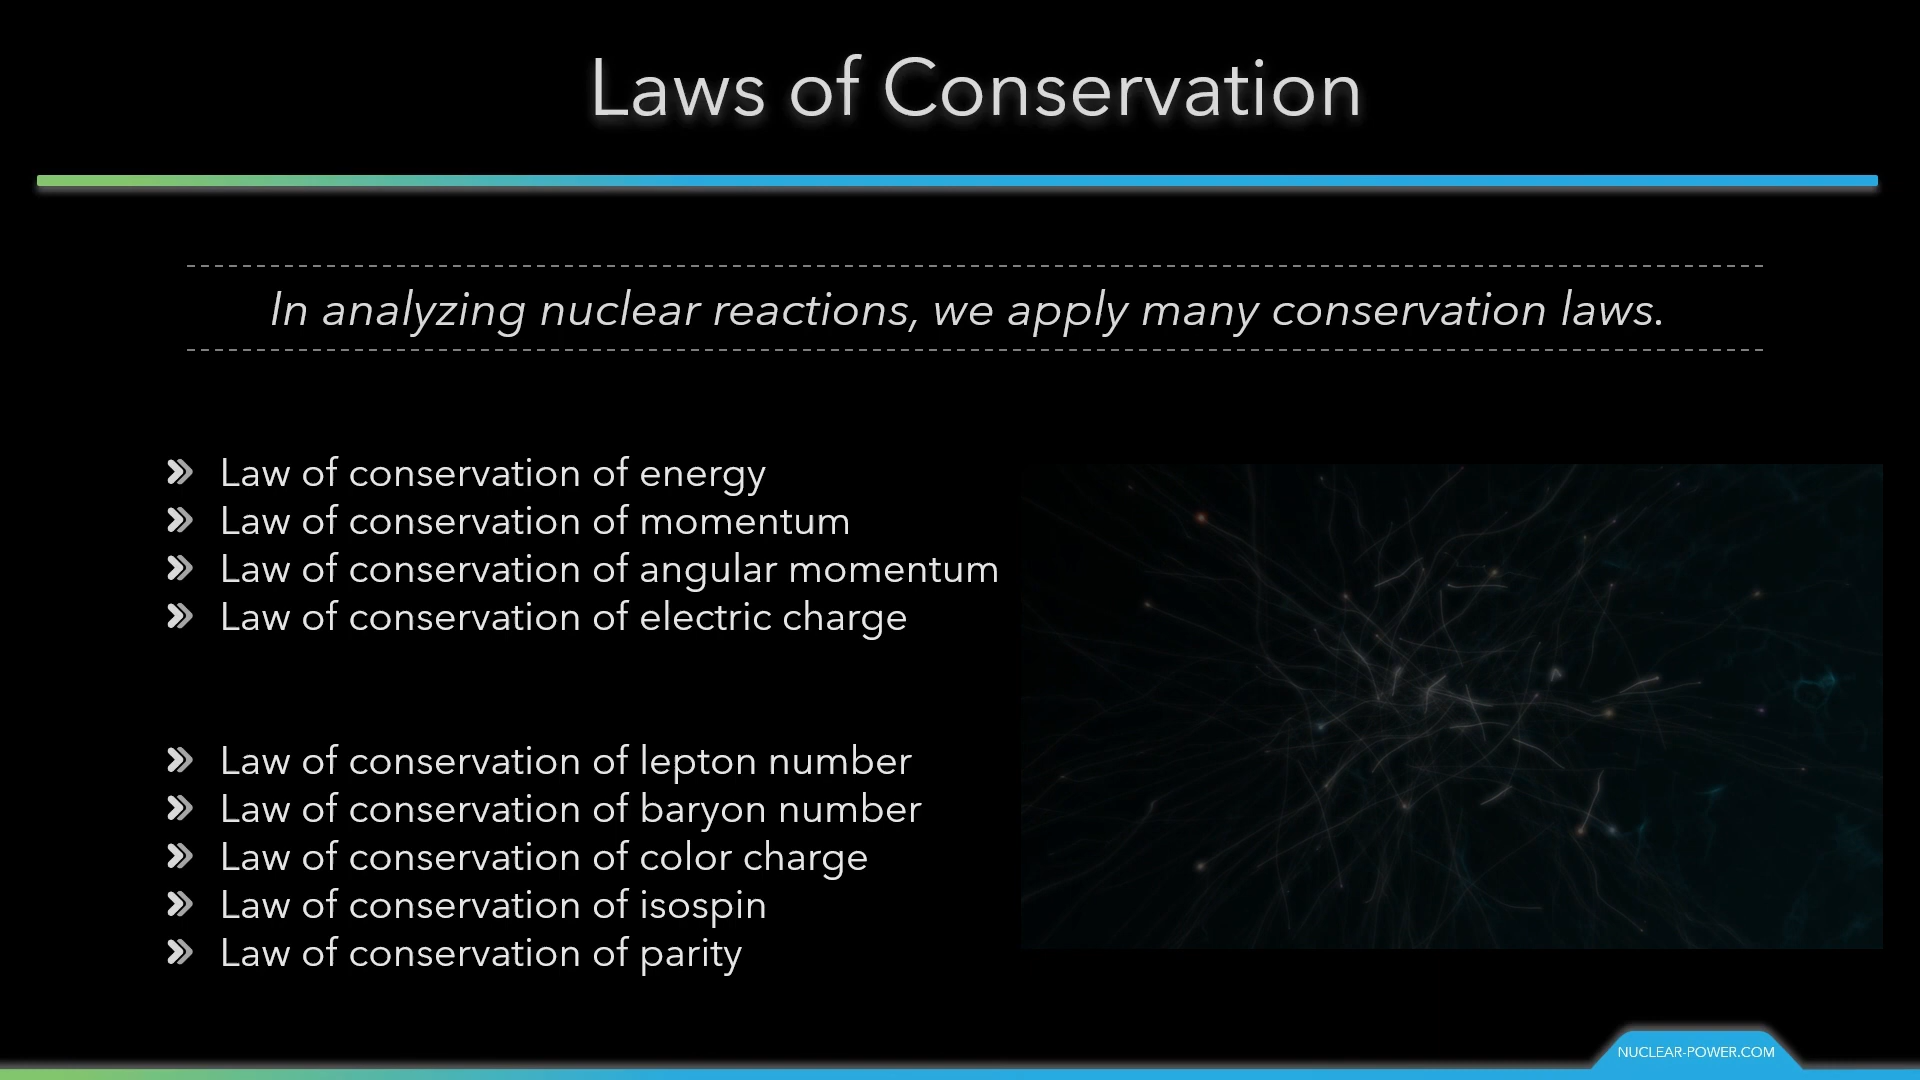 Laws of Conservation
In analyzing nuclear reactions, we apply many conservation laws.
Law of conservation of energy
Law of conservation of momentum
Law of conservation of angular momentum
Law of conservation of electric charge
Law of conservation of lepton number
Law of conservation of baryon number
Law of conservation of color charge
Law of conservation of isospin
Law of conservation of parity
NUCLEAR-POWER.COM